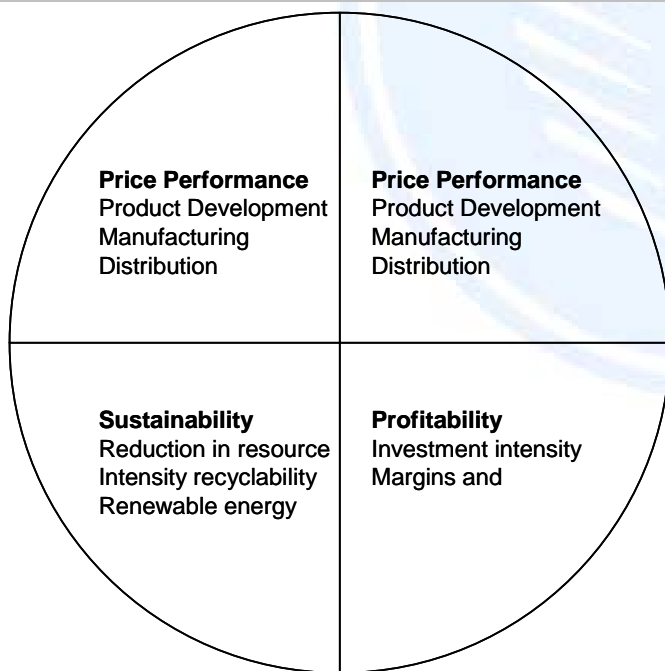 Price Performance
Product Development
Manufacturing
Distribution
Price Performance
Product Development
Manufacturing
Distribution
Sustainability
Reduction in resource
Intensity recyclability
Renewable energy
Profitability
Investment intensity
Margins and